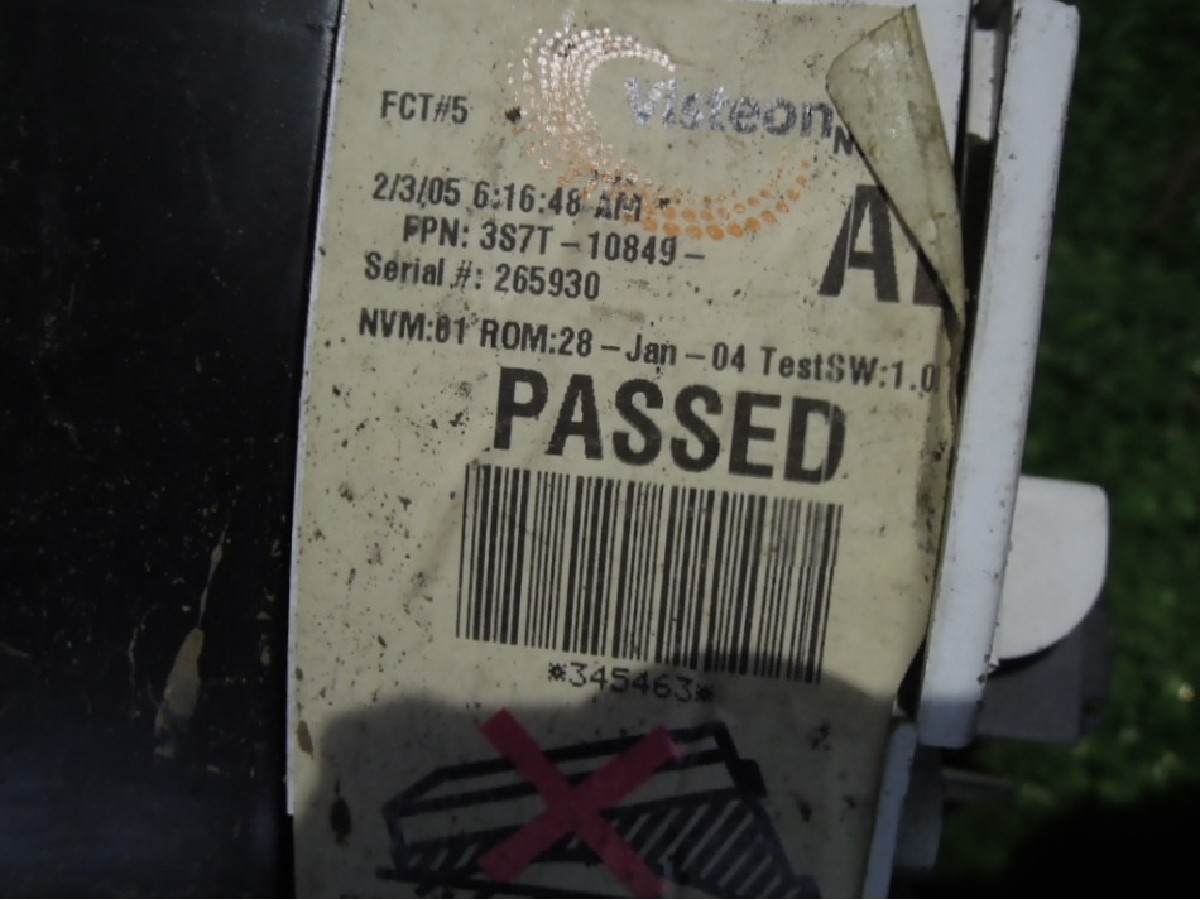 FCT#5
Visteon
2/3/05 6:16:48 AM
FPN: 3S7T-10849-
Serial #: 265930
NVM:61 ROM:28-Jan-04 TestSW:1.0
PASSED
*345463*